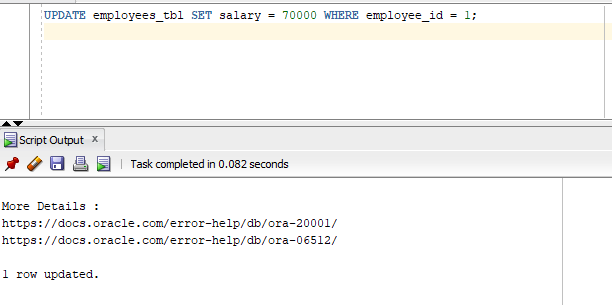 UPDATE employees_tbl SET salary = 70000 WHERE employee_id = 1;
Script Output x
Task completed in 0.082 seconds
More Details :
https://docs.oracle.com/error-help/db/ora-20001/
https://docs.oracle.com/error-help/db/ora-06512/
1 row updated.